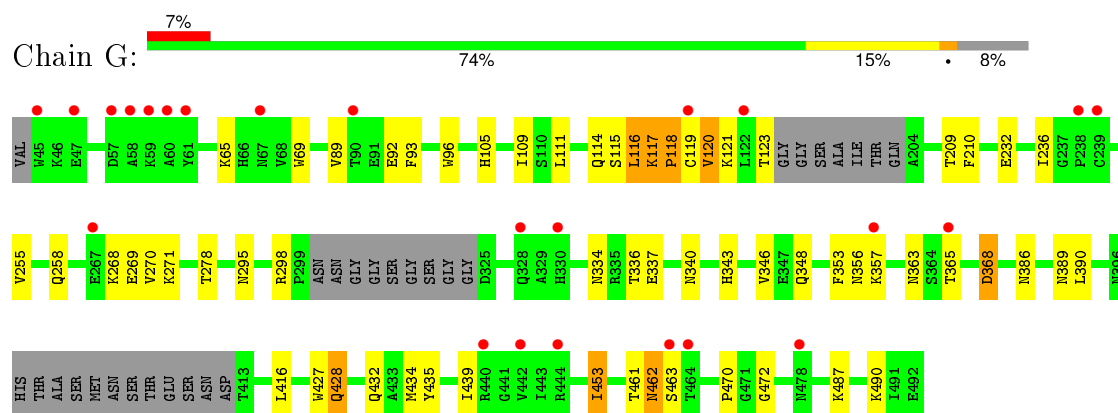 7%
Chain G:
74% 15% • 8%
VAL W45 K46 E47 D57 A58 K59 A60 Y61 K65 H66 N67 V68 W69 V89 T90 E91 E92 F93 W96 H105 I109 S110 L111 Q114 S115 L116 K117 P118 C119 V120 K121 L122 T123 GLY GLY SER ALA ILE THR GLN A204 T209 F210 E232 I236 G237 P238 C239
V255 Q258 E267 K268 E269 V270 K271 T278 N295 R298 P299 ASN ASN GLY GLY SER GLY SER GLY GLY D325 Q328 A329 H330 N334 R335 T336 E337 N340 H343 V346 E347 Q348 F353 N356 K357 N363 S364 T365 D368 N386 N389 L390
HIS THR ALA SER MET ASN SER SER THR GLU SER ASN ASP T413 L416 W427 Q428 Q432 A433 M434 Y435 I439 R440 G441 V442 I443 R444 I453 T461 N462 S463 T464 P470 G471 G472 N478 K487 K490 I491 E492